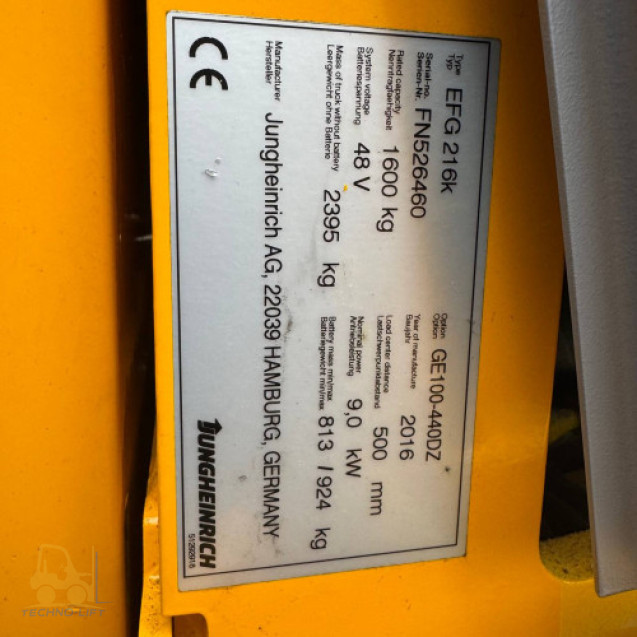 Type
Typ EFG 216k
Option
Option GE100-440DZ
Serial-no.
Serien-Nr. FN526460
Year of manufacture
Baujahr 2016
Rated capacity
Nenntragfaehigkeit 1600 kg
Load center distance
Lastschwerpunktabstand 500 mm
System voltage
Batteriespannung 48 V
Nominal power
Antriebsleistung 9,0 kW
Mass of truck without battery
Leergewicht ohne Batterie 2395 kg
Battery mass min/max
Batteriegewicht min/max 813 / 924 kg
Manufacturer
Hersteller Jungheinrich AG, 22039 HAMBURG, GERMANY
CE
JUNGHEINRICH
51292918
TECHNO-LIFT